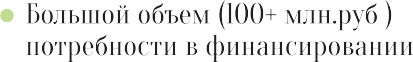 Большой объем (100+ млн.руб )
потребности в финансировании